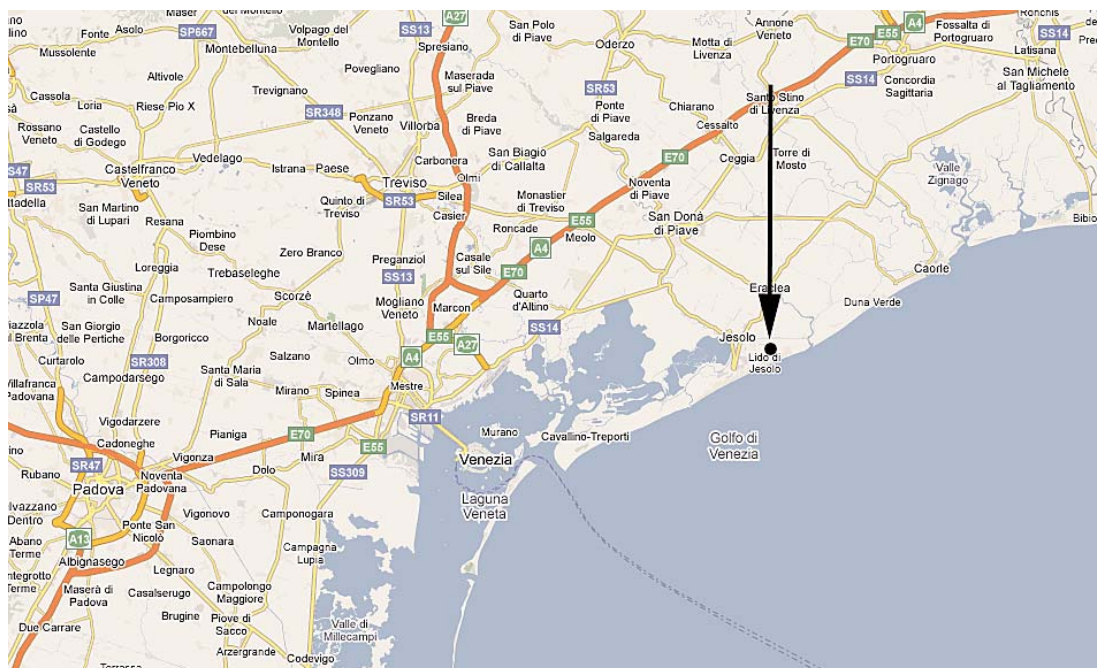 Maser
del Montello
Volpago del
Montello
SS13
A27
San Polo
di Piave
Annone
Veneto
A4
Fossalta di
Portogruaro
Ronchis
SS14
Fonte
Asolo
SP667
Montebelluna
Spresiano
Oderzo
Motta di
Livenza
E70
E55
Portogruaro
Latisana
Mussolente
Povegliano
Maserada
sul Piave
SR53
SS14
Concordia
Sagittaria
San Michele
al Tagliamento
Altivole
Cassola
Loria
Riese Pio X
Trevignano
SR348
Ponzano
Veneto
Villorba
Breda
di Piave
Ponte
di Piave
Chiarano
Santo Stino
di Livenza
Rossano
Veneto
Castello
di Godego
Salgareda
Cessalto
Vedelago
Istrana
Paese
Carbonera
San Biagio
di Callalta
E70
Ceggia
Torre di
Mosto
Valle
Zignago
SR53
Castelfranco
Veneto
Treviso
Olmi
Silea
SR53
Quinto di
Treviso
Casier
Monastier
di Treviso
Noventa
di Piave
San Martino
di Lupari
Resana
San Doná
di Piave
Piombino
Dese
Zero Branco
Roncade
E55
Meolo
A4
Loreggia
Trebaseleghe
Preganziol
SS13
Casale
sul Sile
E70
Caorle
SP47
Santa Giustina
in Colle
Camposampiero
Scorzè
Mogliano
Veneto
Marcon
Quarto
d'Altino
Eraclea
Duna Verde
San Giorgio
delle Pertiche
Noale
Martellago
SS14
Borgoricco
E55
A27
Jesolo
SR308
Curtarolo
Salzano
Olmo
A4
Lido di
Jesolo
Campodarsego
Santa Maria
di Sala
Mirano
Mestre
Villafranca
Padovana
Spinea
SR11
Vigodarzere
Murano
Cavallino-Treporti
Golfo di
Venezia
Cadoneghe
Pianiga
E70
E55
Mira
Venezia
Rubano
SR47
Vigonza
Dolo
SS309
Padova
Noventa
Padovana
Laguna
Veneta
Dentro
Vigonovo
Camponogara
Ponte San
Nicolò
Saonara
Abano
Terme
A13
Albignasego
Campagna
Lupia
Legnaro
Terme
Maserà di
Padova
Casalserugo
Campolongo
Maggiore
Due Carrare
Brugine
Piove di
Sacco
Valle di
Millecampi
Arzergrande
Codevigo